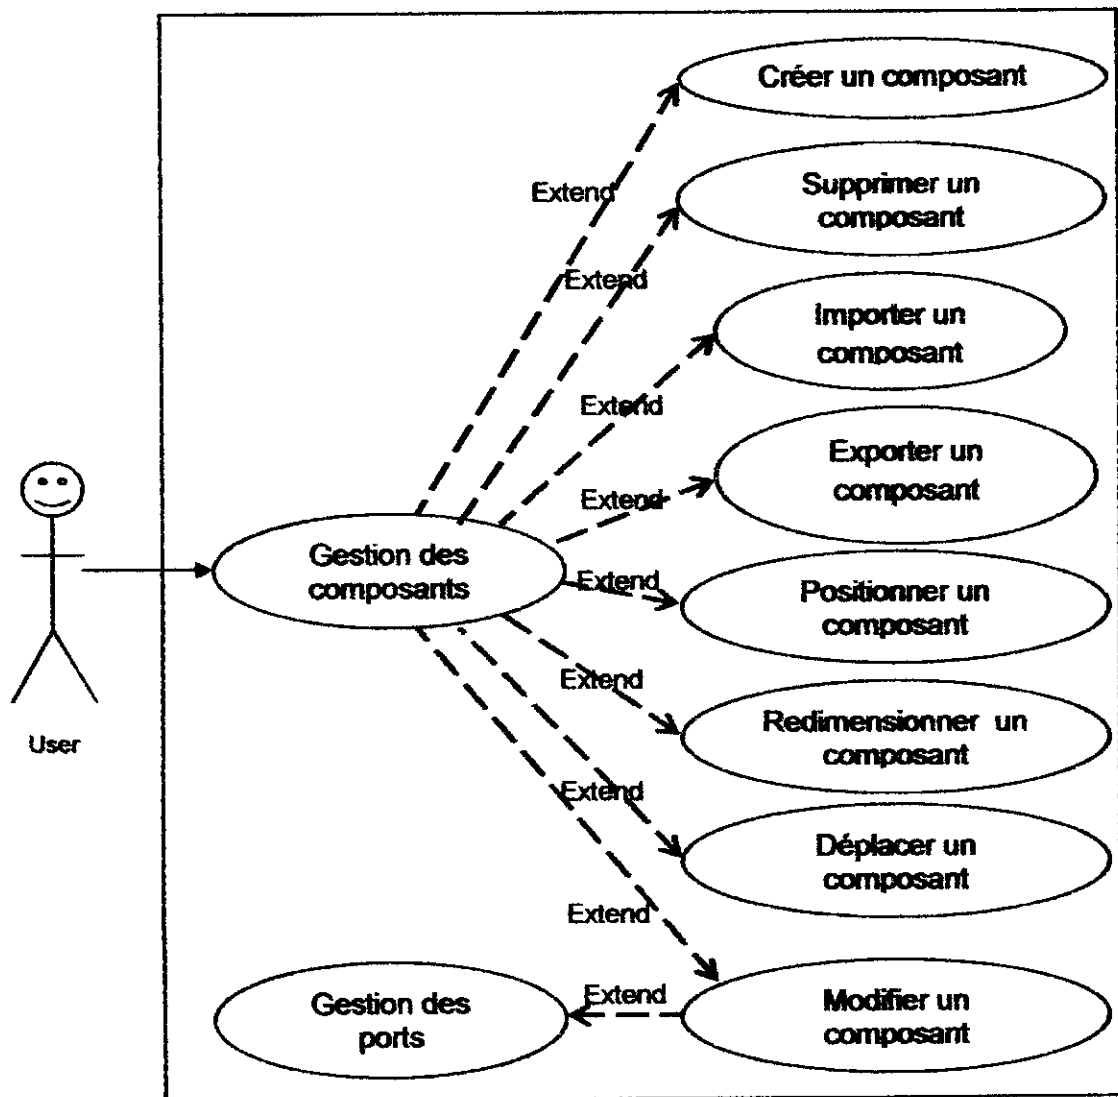 Créer un composant
Extend
Supprimer un
composant
Extend
Importer un
composant
Extend
Exporter un
composant
Extend
Gestion des
composants
Extend
Positionner un
composant
Extend
Redimensionner un
composant
User
Extend
Déplacer un
composant
Extend
Gestion des
ports
Extend
Modifier un
composant